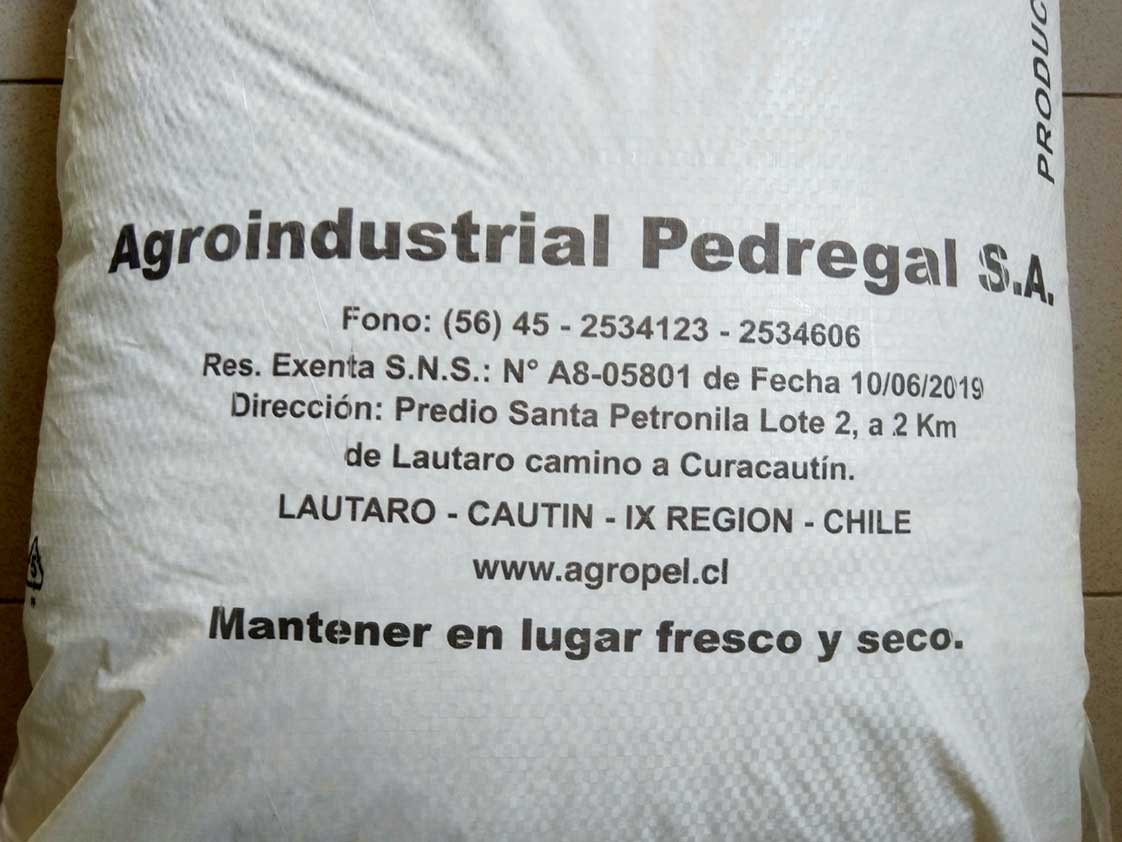 Agroindustrial Pedregal S.A.
Fono: (56) 45 - 2534123 - 2534606
Res. Exenta S.N.S.: N° A8-05801 de Fecha 10/06/2019
Dirección: Predio Santa Petronila Lote 2, a 2 Km
de Lautaro camino a Curacautín.
LAUTARO - CAUTIN - IX REGION - CHILE
www.agropel.cl
Mantener en lugar fresco y seco.